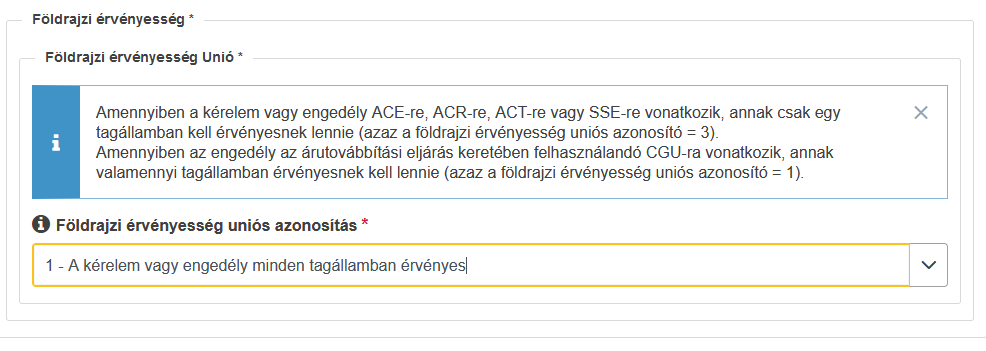 Földrajzi érvényesség *
Földrajzi érvényesség Unió *
Amennyiben a kérelem vagy engedély ACE-re, ACR-re, ACT-re vagy SSE-re vonatkozik, annak csak egy
tagállamban kell érvényesnek lennie (azaz a földrajzi érvényesség uniós azonosító = 3).
Amennyiben az engedély az árutovábbítási eljárás keretében felhasználandó CGU-ra vonatkozik, annak
valamennyi tagállamban érvényesnek kell lennie (azaz a földrajzi érvényesség uniós azonosító = 1).
Földrajzi érvényesség uniós azonosítás *
1 - A kérelem vagy engedély minden tagállamban érvényes